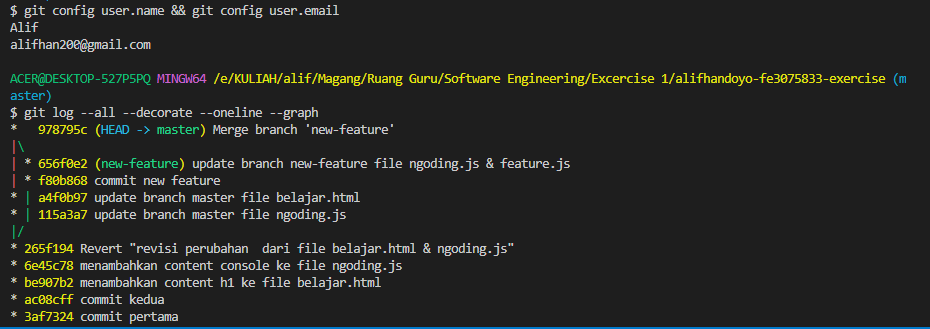 $ git config user.name && git config user.email
Alif
alifhan200@gmail.com
ACER@DESKTOP-527P5PQ MINGW64 /e/KULIAH/alif/Magang/Ruang Guru/Software Engineering/Excercise 1/alifhandoyo-fe3075833-exercise (m
aster)
$ git log --all --decorate --oneline --graph
*   978795c (HEAD -> master) Merge branch 'new-feature'
|\
| * 656f0e2 (new-feature) update branch new-feature file ngoding.js & feature.js
| * f80b868 commit new feature
* | a4f0b97 update branch master file belajar.html
* | 115a3a7 update branch master file ngoding.js
|/
* 265f194 Revert "revisi perubahan  dari file belajar.html & ngoding.js"
* 6e45c78 menambahkan content console ke file ngoding.js
* be907b2 menambahkan content h1 ke file belajar.html
* ac08cff commit kedua
* 3af7324 commit pertama